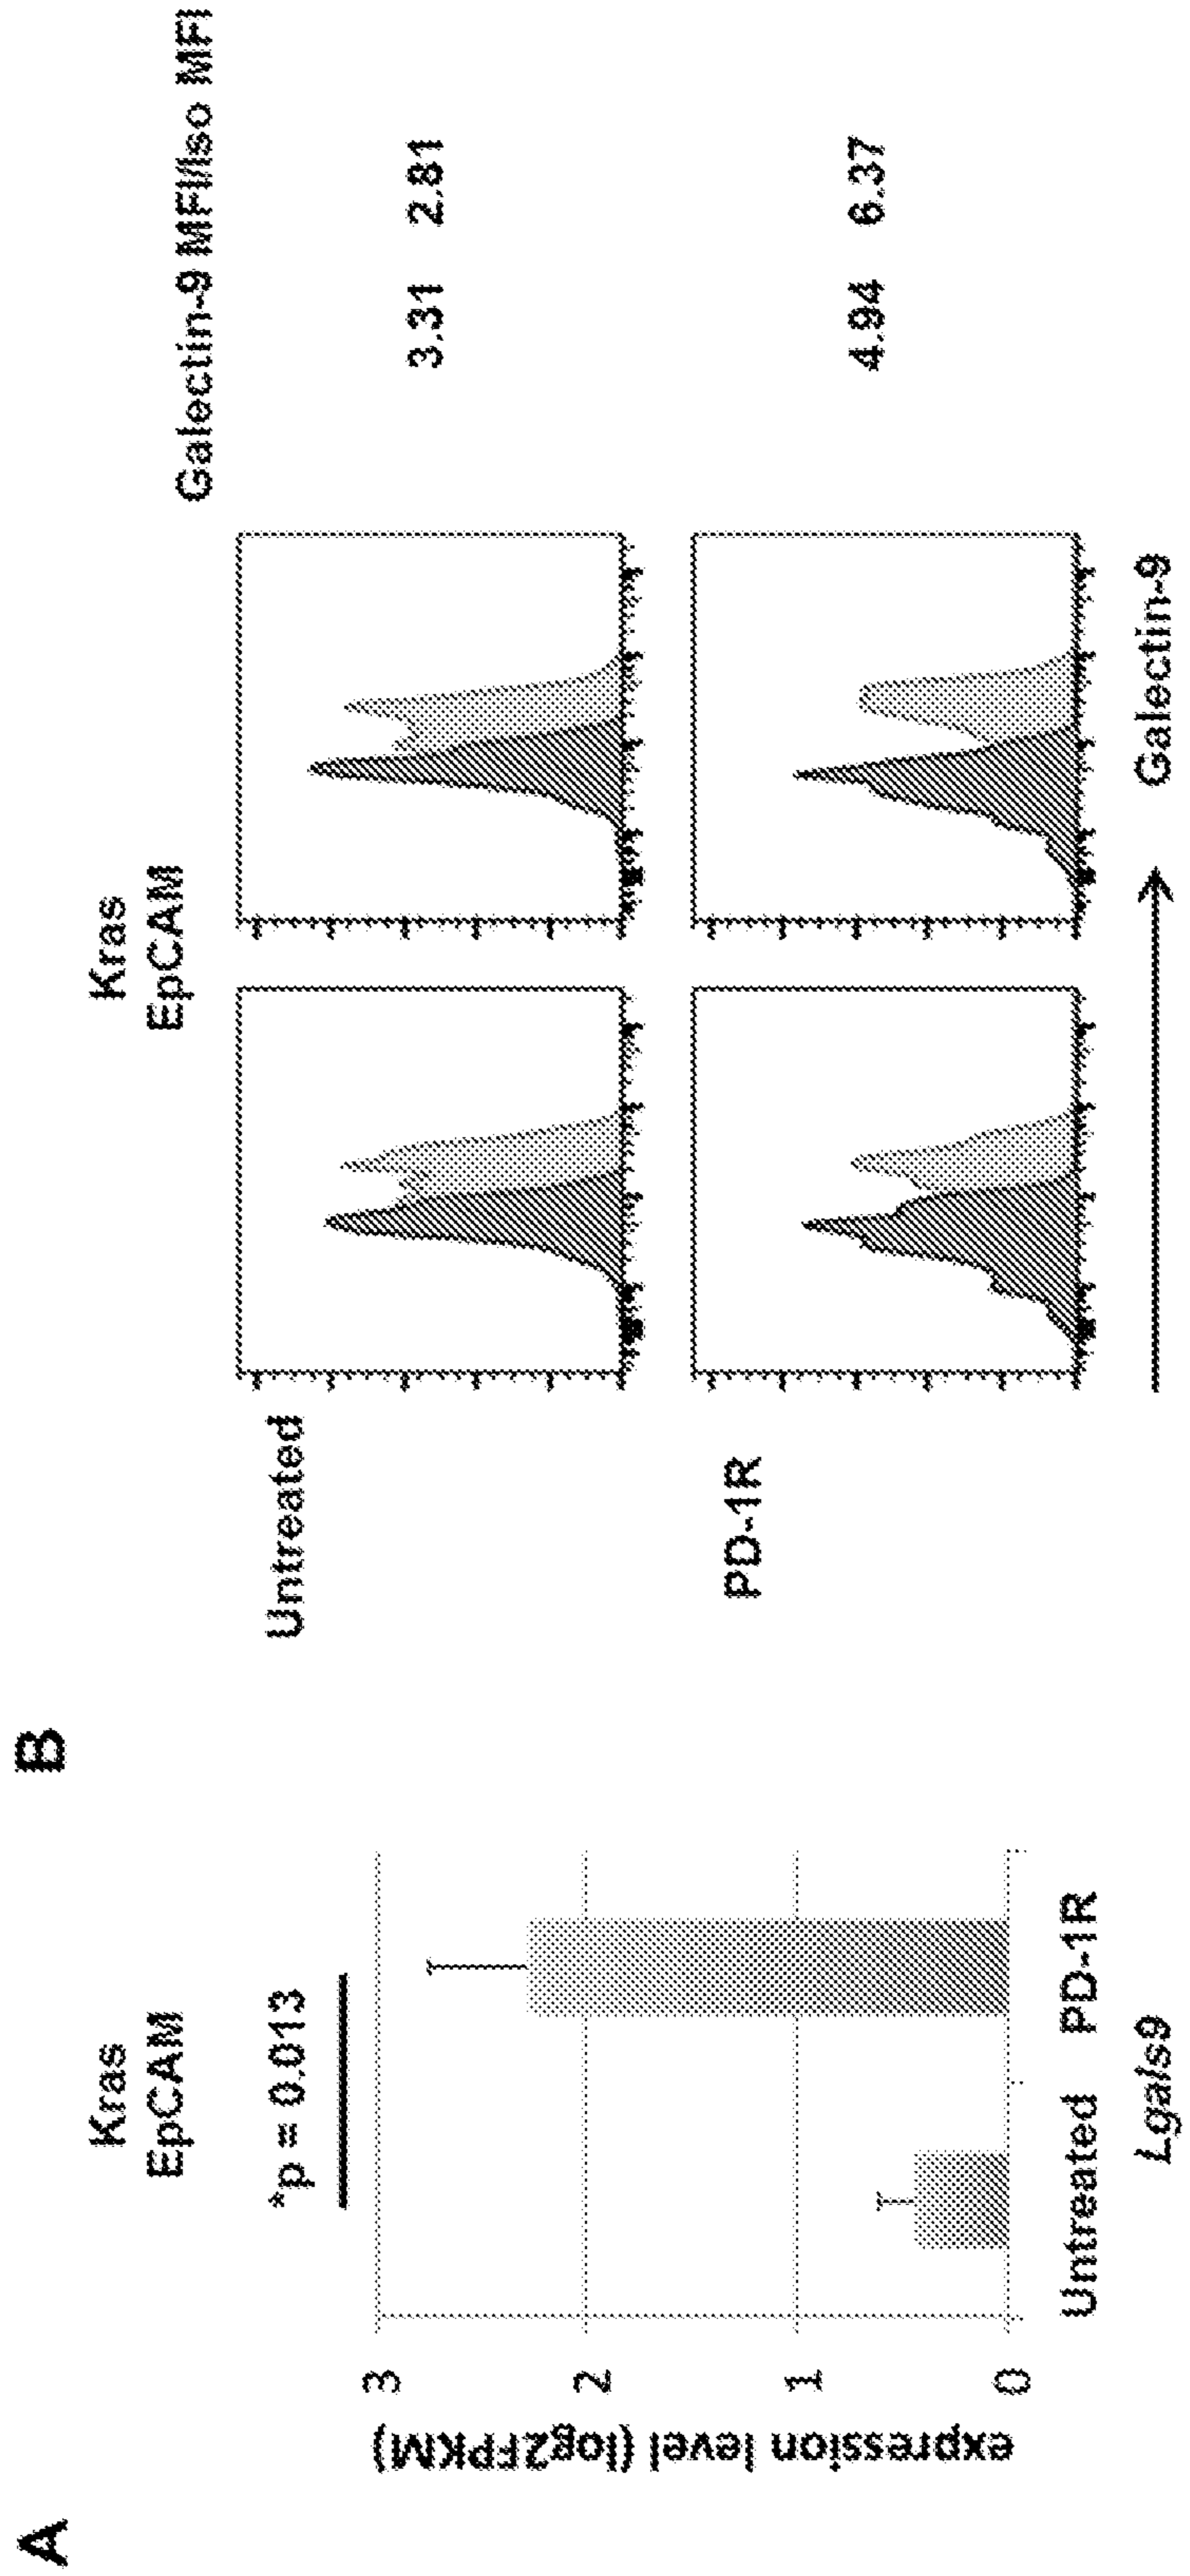 A
Kras
EpCAM
*p = 0.013
expression level (log2FPKM)
3
2
1
0
Untreated PD-1R
Lgals9
B
Kras
EpCAM
Galectin-9 MFI/Iso MFI
Untreated
3.31 2.81
PD-1R
4.94 6.37
Galectin-9